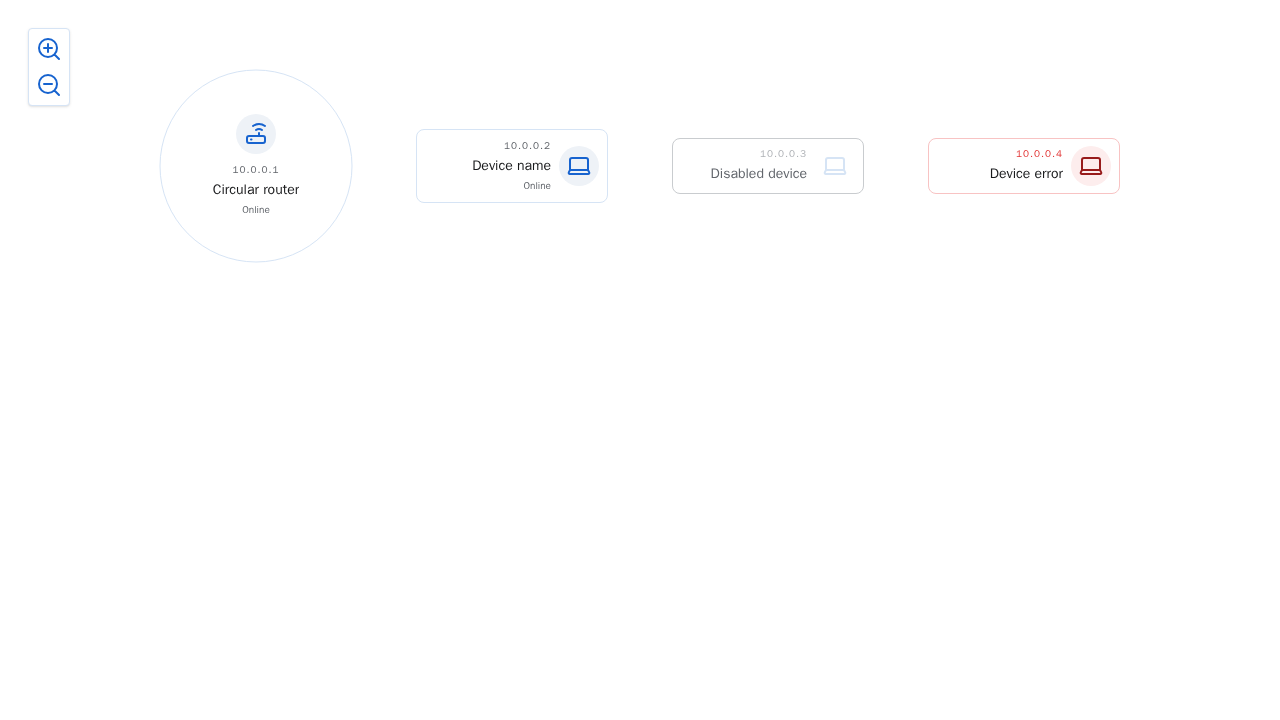 10.0.0.1
Circular router
Online
10.0.0.2
Device name
Online
10.0.0.3
Disabled device
10.0.0.4
Device error